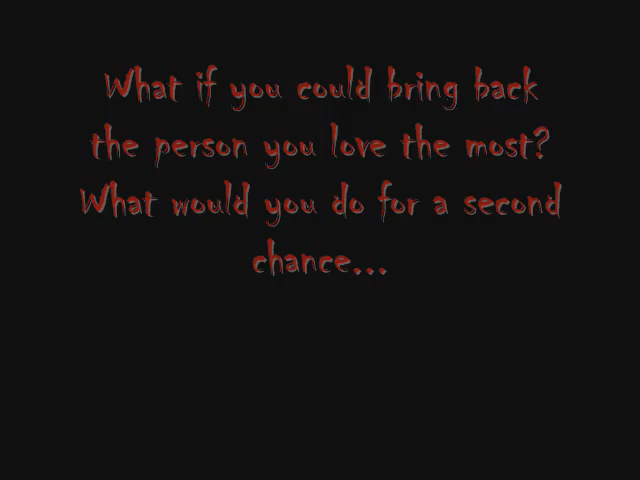 What if you could bring back
the person you love the most?
What would you do for a second
chance...